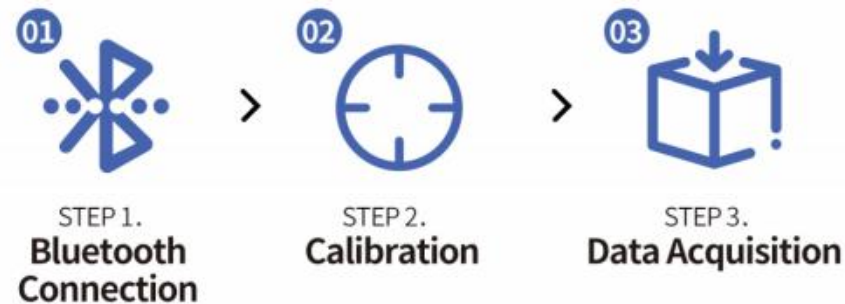 01
02
03
STEP 1.
Bluetooth
Connection
STEP 2.
Calibration
STEP 3.
Data Acquisition